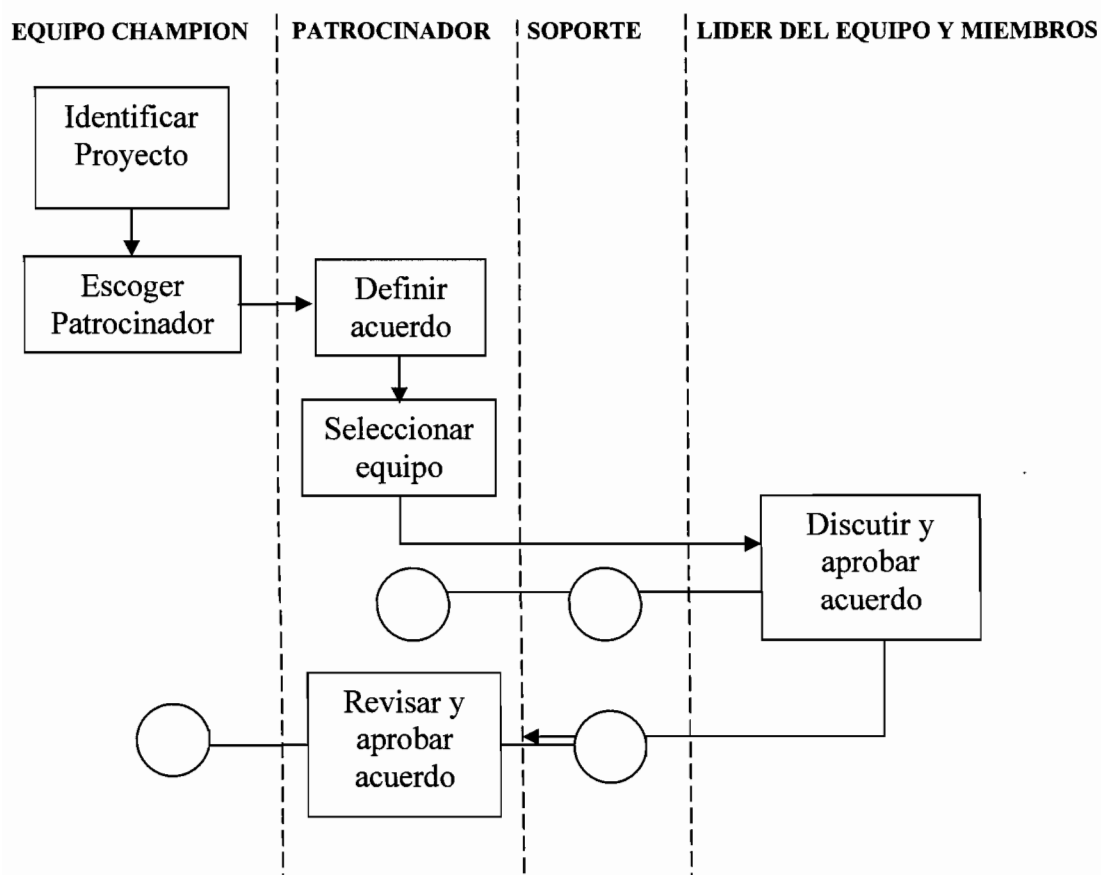 EQUIPO CHAMPION
PATROCINADOR
SOPORTE
LIDER DEL EQUIPO Y MIEMBROS
Identificar
Proyecto
Escoger
Patrocinador
Definir
acuerdo
Seleccionar
equipo
Discutir y
aprobar
acuerdo
Revisar y
aprobar
acuerdo